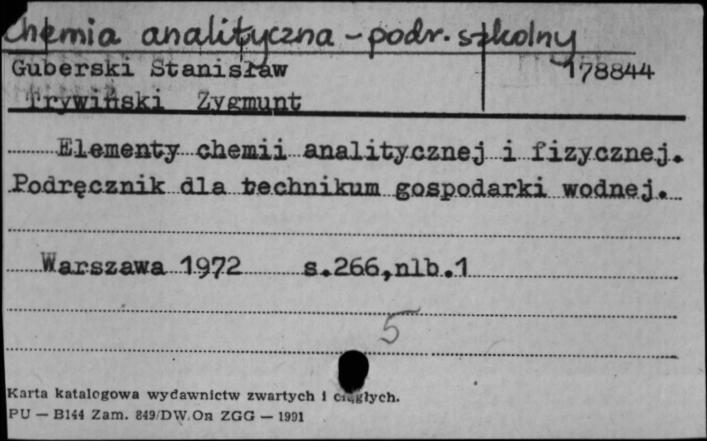 Chemia analityczna - podr. szkolny
Guberski Stanisław 178844
Trywiński Zygmunt
Elementy chemii analitycznej i fizycznej.
Podręcznik dla technikum gospodarki wodnej.
Warszawa 1972 s.266,nlb.1
5
Karta katalogowa wydawnictw zwartych i ciągłych.
PU — B144 Zam. 849/DW.On ZGG — 1991